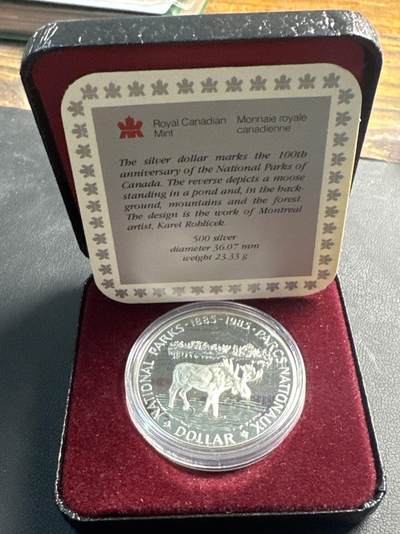 Royal Canadian Monnaie royale
Mint canadienne
The silver dollar marks the 100th
anniversary of the National Parks of
Canada. The reverse depicts a moose
standing in a pond and, in the back-
ground, mountains and the forest.
The design is the work of Montreal
artist, Karel Rohlicek.
500 silver
diameter 36.07 mm
weight 23.33 g
NATIONAL PARKS · 1885-1985 · PARCS NATIONAUX
DOLLAR